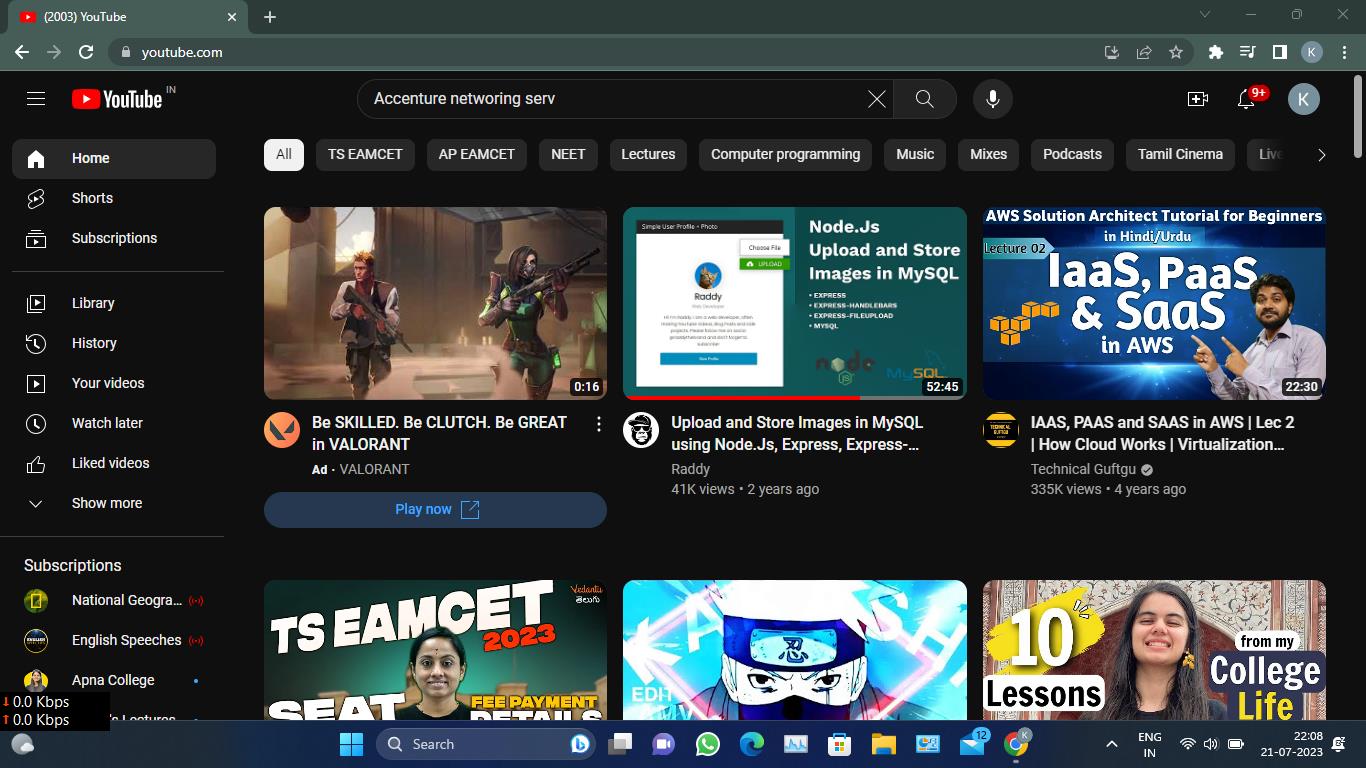 (2003) YouTube
youtube.com
K
YouTube IN
Accenture networing serv
9+
K
Home
Shorts
Subscriptions
Library
History
Your videos
Watch later
Liked videos
Show more
Subscriptions
National Geogra...
English Speeches
Apna College
All
TS EAMCET
AP EAMCET
NEET
Lectures
Computer programming
Music
Mixes
Podcasts
Tamil Cinema
Live
0:16
Be SKILLED. Be CLUTCH. Be GREAT
in VALORANT
Ad · VALORANT
Play now
Simple User Profile + Photo
Choose File
UPLOAD
Raddy
Web Developer
Node.Js
Upload and Store
Images in MySQL
• EXPRESS
• EXPRESS-HANDLEBARS
• EXPRESS-FILEUPLOAD
• MYSQL
node
JS
MySQL
52:45
Upload and Store Images in MySQL
using Node.Js, Express, Express-...
Raddy
41K views • 2 years ago
AWS Solution Architect Tutorial for Beginners
in Hindi/Urdu
Lecture 02
IaaS, PaaS
& SaaS
in AWS
22:30
IAAS, PAAS and SAAS in AWS | Lec 2
| How Cloud Works | Virtualization...
Technical Guftgu
335K views • 4 years ago
Vedantu
తెలుగు
TS EAMCET
2023
SEAT
FEE PAYMENT
DETAILS
KAKASHI
忍
EDIT
10
Lessons
from my
College
Life
0.0 Kbps
0.0 Kbps
's Lectures
Search
12
K
ENG
IN
22:08
21-07-2023